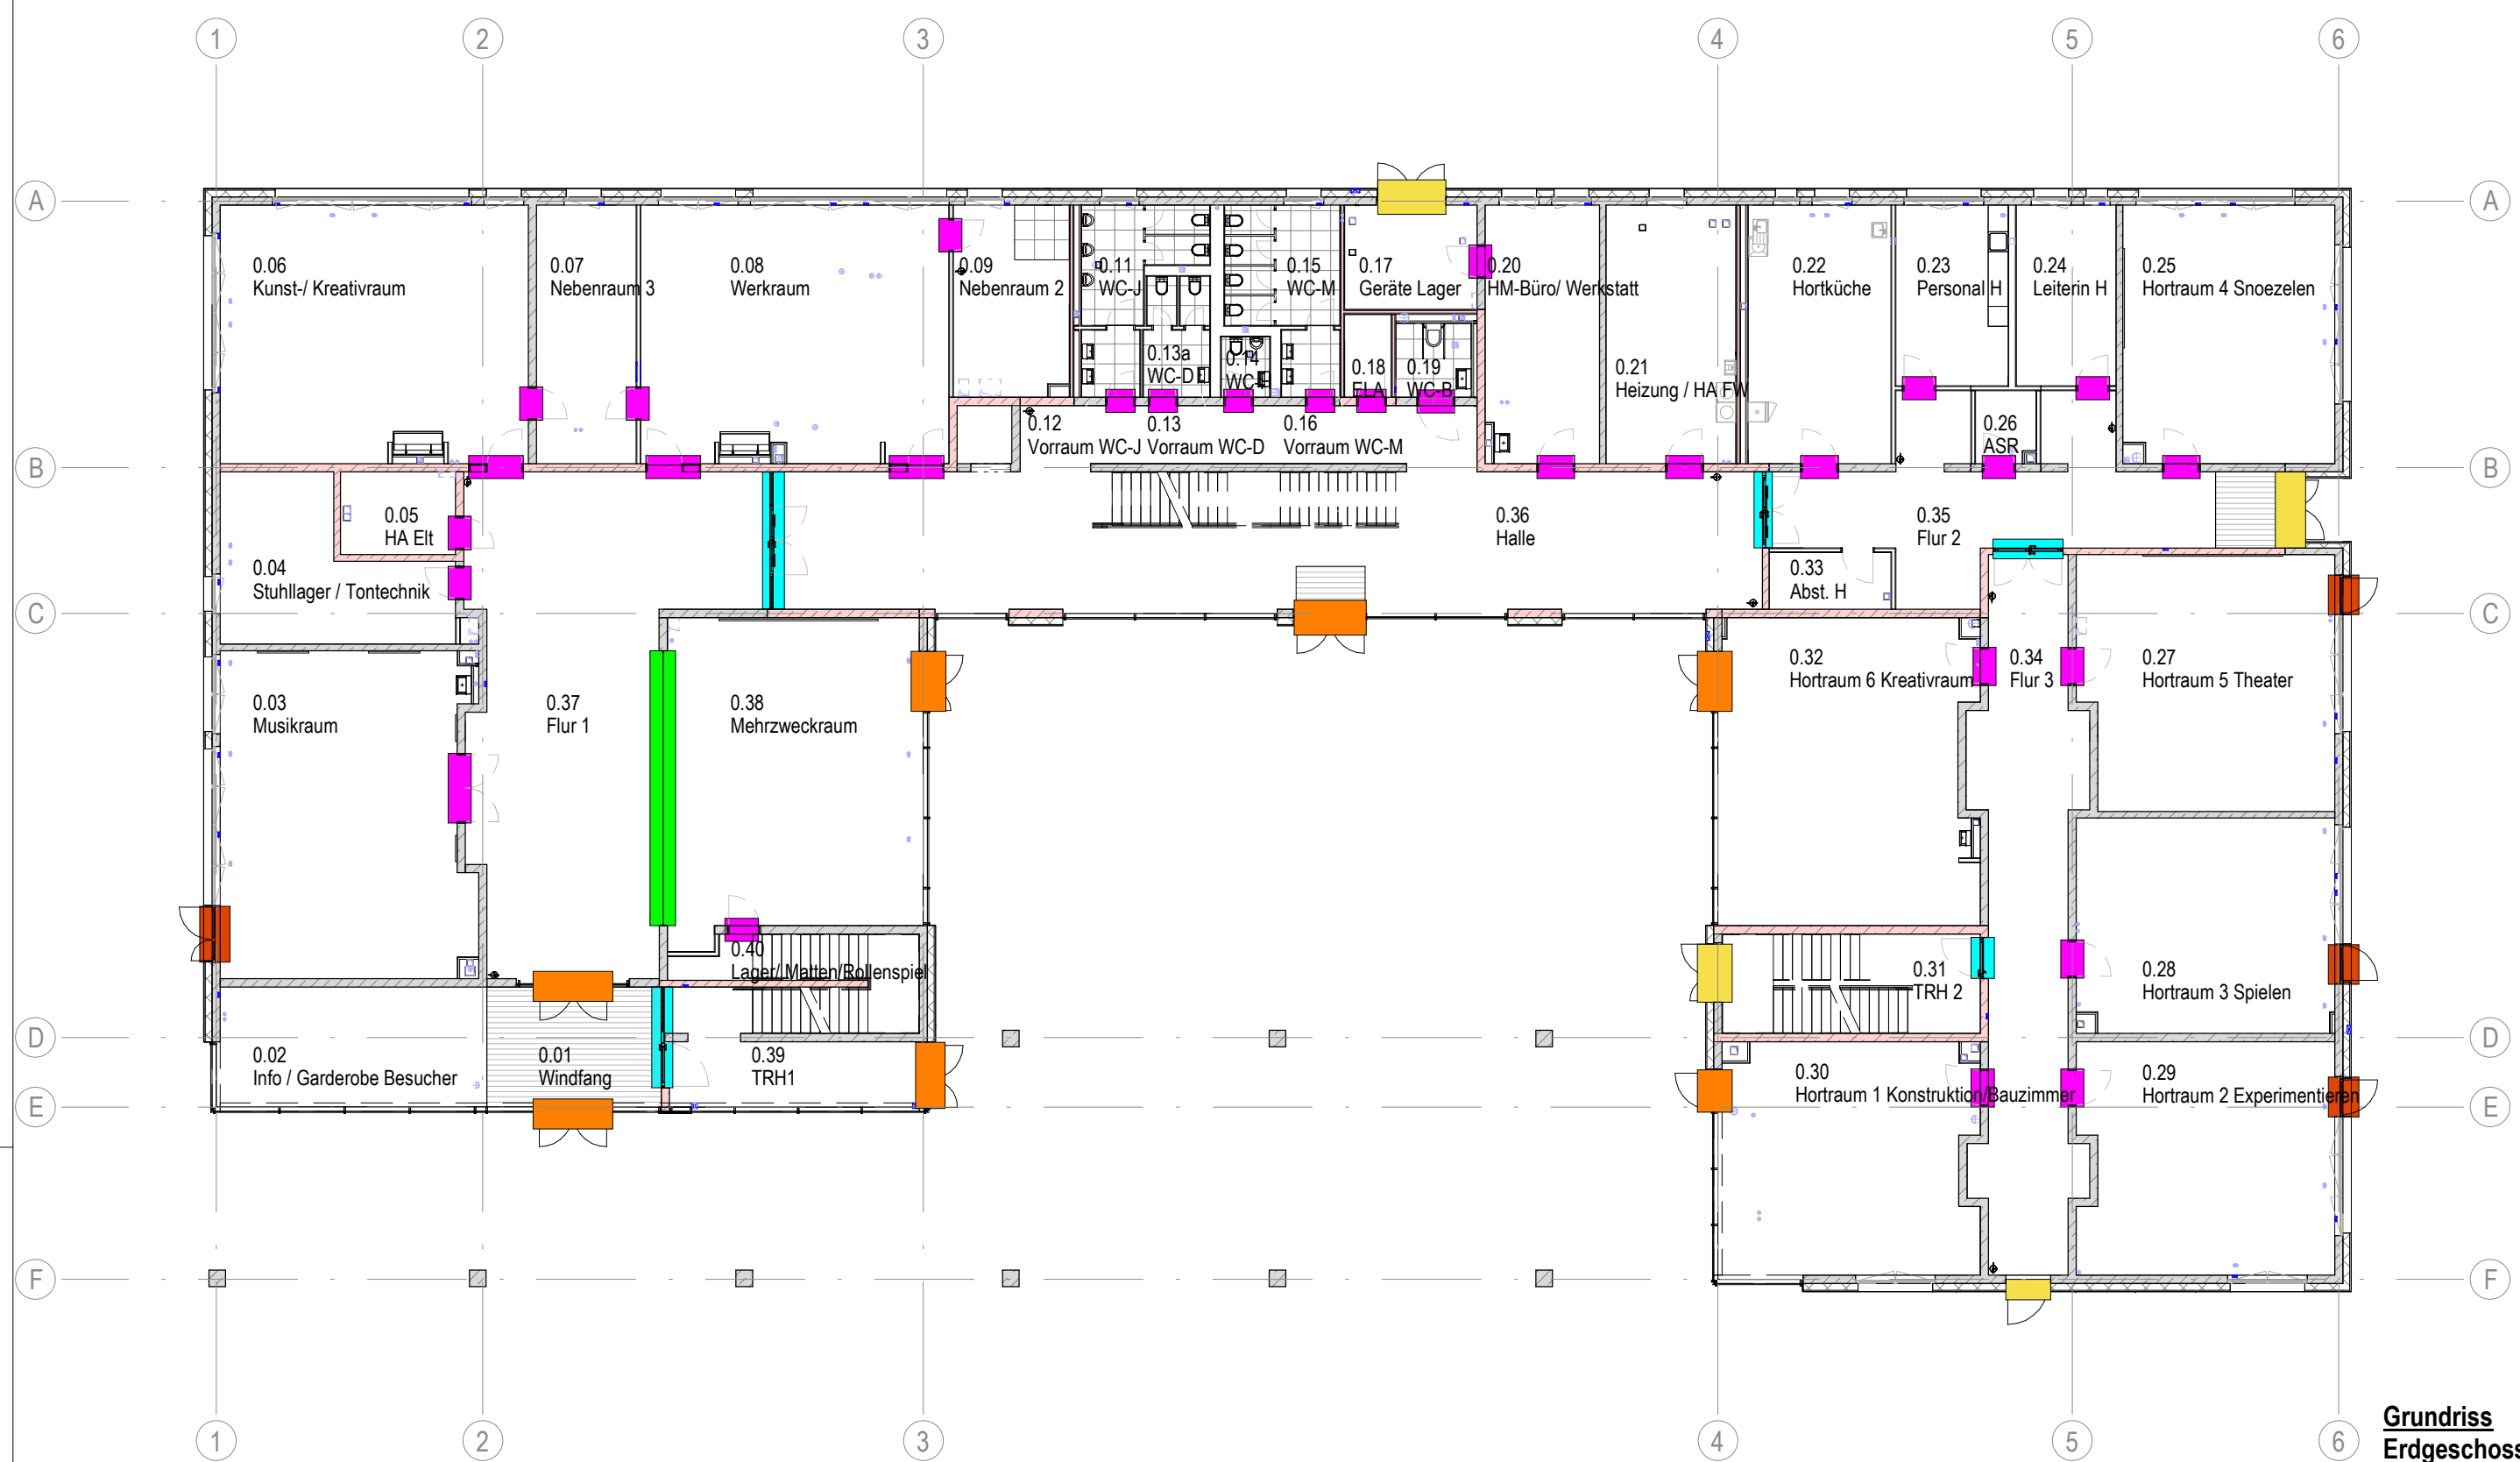 1 2 3 4 5 6
A A
0.06
Kunst-/ Kreativraum
0.07
Nebenraum 3
0.08
Werkraum
0.09
Nebenraum 2
0.11
WC-J
0.13a
WC-D
0.14
0.15
WC-M
0.17
Geräte Lager
0.18
ELA
0.19
WC-B
0.20
HM-Büro/ Werkstatt
0.21
Heizung / HA FW
0.22
Hortküche
0.23
Personal H
0.24
Leiterin H
0.25
Hortraum 4 Snoezelen
0.12
Vorraum WC-J
0.13
Vorraum WC-D
0.16
Vorraum WC-M
0.26
ASR
B B
0.05
HA Elt
0.04
Stuhllager / Tontechnik
0.36
Halle
0.35
Flur 2
0.33
Abst. H
C C
0.03
Musikraum
0.37
Flur 1
0.38
Mehrzweckraum
0.32
Hortraum 6 Kreativraum
0.34
Flur 3
0.27
Hortraum 5 Theater
0.40
Lager/ Matten/Rollenspiel
0.31
TRH 2
0.28
Hortraum 3 Spielen
D D
0.02
Info / Garderobe Besucher
0.01
Windfang
0.39
TRH1
0.30
Hortraum 1 Konstruktion/Bauzimmer
0.29
Hortraum 2 Experimentieren
E E
F F
1 2 3 4 5 6
Grundriss
Erdgeschoss